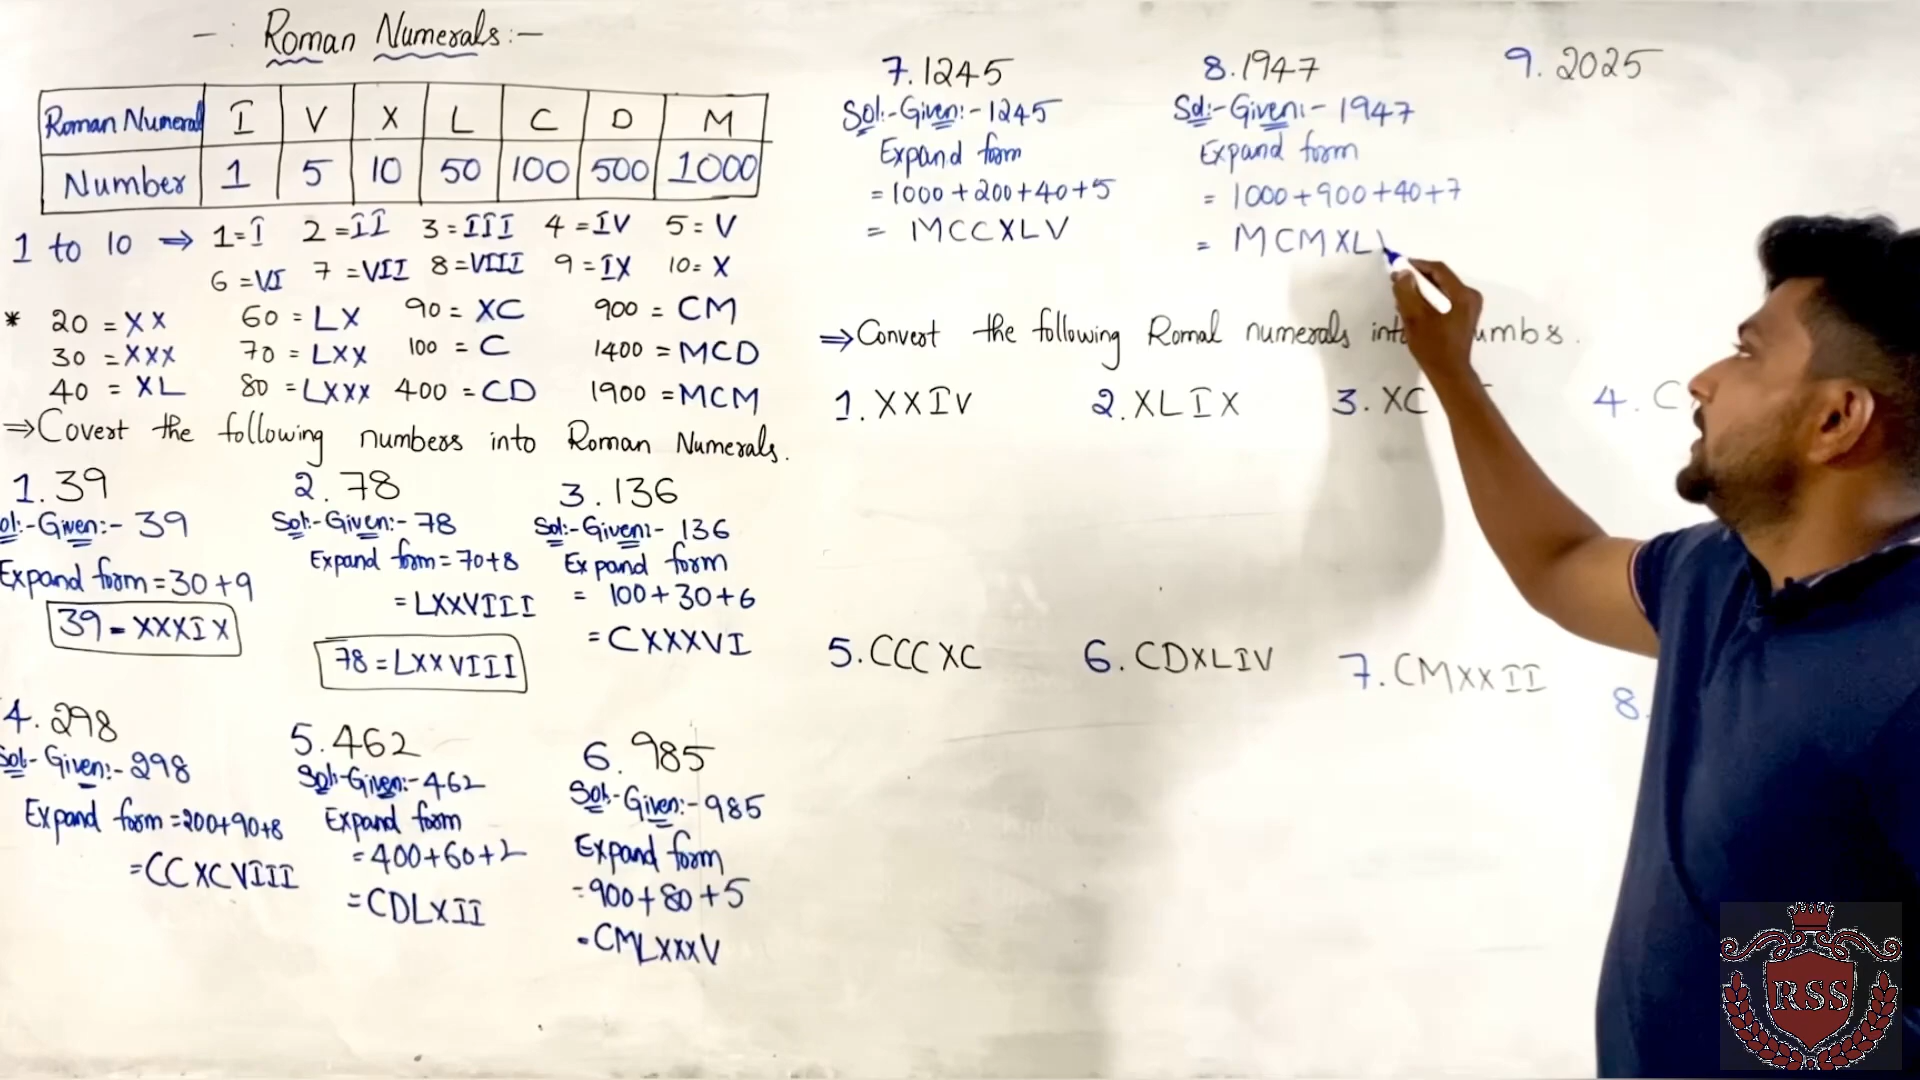 -: Roman Numerals:-
Roman Numeral I V X L C D M
Number 1 5 10 50 100 500 1000
1 to 10 ⇒ 1=I 2=II 3=III 4=IV 5=V
6=VI 7=VII 8=VIII 9=IX 10=X
* 20=XX 60=LX 90=XC 900=CM
30=XXX 70=LXX 100=C 1400=MCD
40=XL 80=LXXX 400=CD 1900=MCM
⇒Covert the following numbers into Roman Numerals.
1. 39
Sol:-Given:- 39
Expand form=30+9
39-XXXIX
2. 78
Sol:-Given:-78
Expand form=70+8
=LXXVIII
78=LXXVIII
3. 136
Sol:-Given:- 136
Expand form
= 100+30+6
=CXXXVI
4. 298
Sol:-Given:-298
Expand form=200+90+8
=CCXCVIII
5. 462
Sol:-Given:-462
Expand form
=400+60+2
=CDLXII
6. 985
Sol:-Given:-985
Expand form
=900+80+5
=CMLXXXV
7. 1245
Sol:-Given:-1245
Expand form
=1000+200+40+5
= MCCXLV
8. 1947
Sol:-Given:-1947
Expand form
= 1000+900+40+7
= MCMXLV
9. 2025
⇒Convert the following Romal numerals into numbs.
1. XXIV 2. XLIX 3. XC 4. C
5. CCCXC 6. CDXLIV 7. CMXXII 8.
RSS